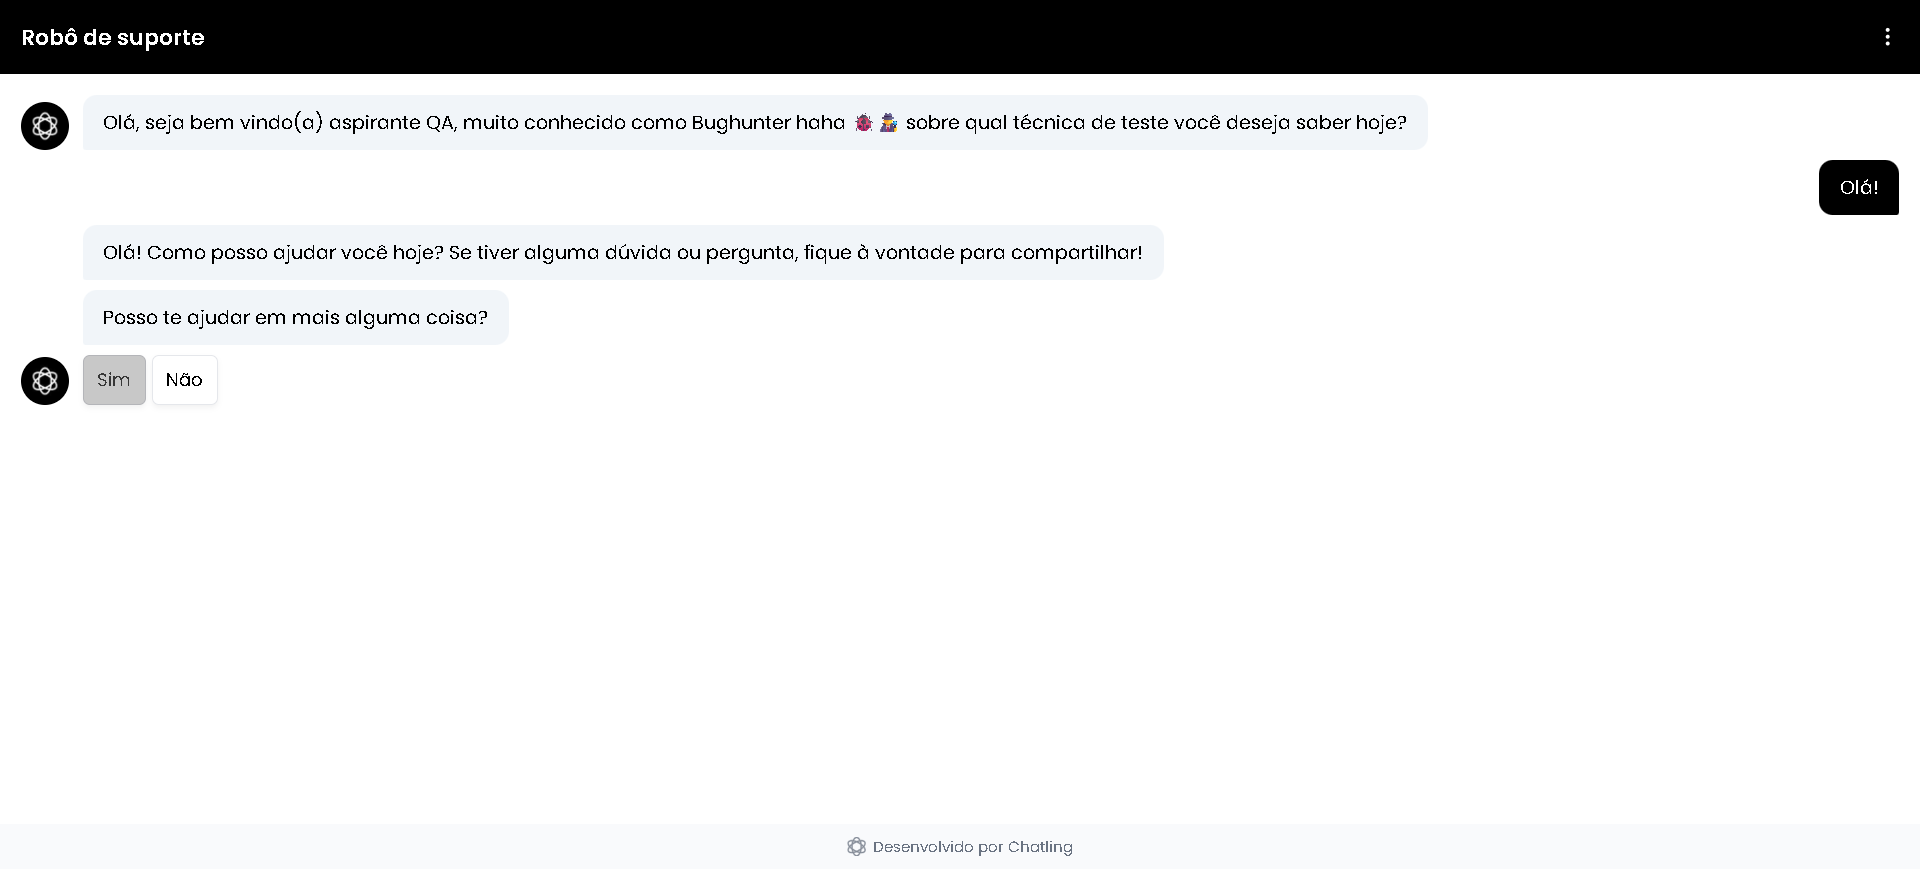 Robô de suporte
Olá, seja bem vindo(a) aspirante QA, muito conhecido como Bughunter haha 🐞 🕵️ sobre qual técnica de teste você deseja saber hoje?
Olá!
Olá! Como posso ajudar você hoje? Se tiver alguma dúvida ou pergunta, fique à vontade para compartilhar!
Posso te ajudar em mais alguma coisa?
Sim Não
Desenvolvido por Chatling